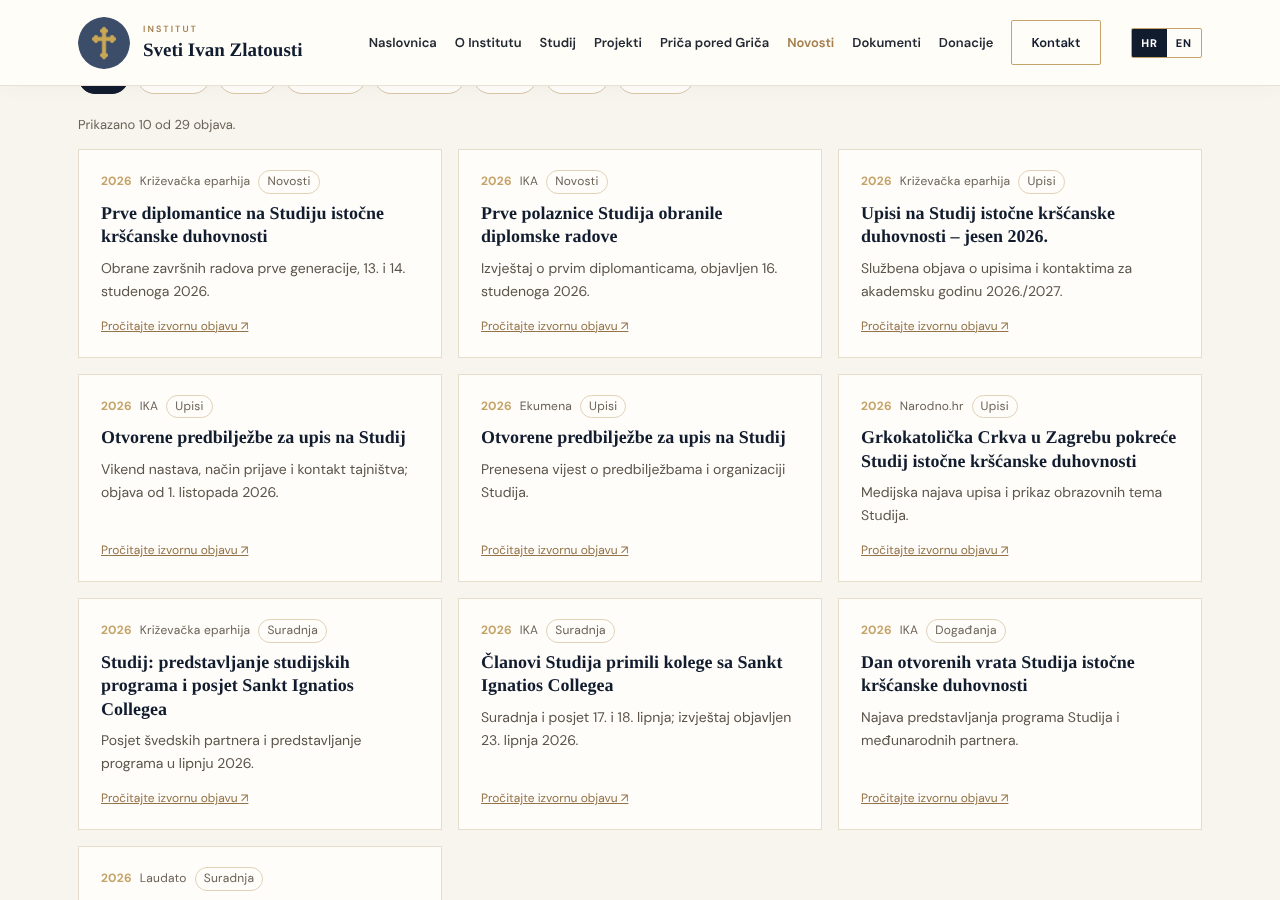 INSTITUT
Sveti Ivan Zlatousti
Naslovnica O Institutu Studij Projekti Priča pored Griča Novosti Dokumenti Donacije Kontakt HR EN
Prikazano 10 od 29 objava.
2026 Križevačka eparhija Novosti
Prve diplomantice na Studiju istočne
kršćanske duhovnosti
Obrane završnih radova prve generacije, 13. i 14.
studenoga 2026.
Pročitajte izvornu objavu ↗
2026 IKA Novosti
Prve polaznice Studija obranile
diplomske radove
Izvještaj o prvim diplomanticama, objavljen 16.
studenoga 2026.
Pročitajte izvornu objavu ↗
2026 Križevačka eparhija Upisi
Upisi na Studij istočne kršćanske
duhovnosti – jesen 2026.
Službena objava o upisima i kontaktima za
akademsku godinu 2026./2027.
Pročitajte izvornu objavu ↗
2026 IKA Upisi
Otvorene predbilježbe za upis na Studij
Vikend nastava, način prijave i kontakt tajništva;
objava od 1. listopada 2026.
Pročitajte izvornu objavu ↗
2026 Ekumena Upisi
Otvorene predbilježbe za upis na Studij
Prenesena vijest o predbilježbama i organizaciji
Studija.
Pročitajte izvornu objavu ↗
2026 Narodno.hr Upisi
Grkokatolička Crkva u Zagrebu pokreće
Studij istočne kršćanske duhovnosti
Medijska najava upisa i prikaz obrazovnih tema
Studija.
Pročitajte izvornu objavu ↗
2026 Križevačka eparhija Suradnja
Studij: predstavljanje studijskih
programa i posjet Sankt Ignatios
Collegea
Posjet švedskih partnera i predstavljanje
programa u lipnju 2026.
Pročitajte izvornu objavu ↗
2026 IKA Suradnja
Članovi Studija primili kolege sa Sankt
Ignatios Collegea
Suradnja i posjet 17. i 18. lipnja; izvještaj objavljen
23. lipnja 2026.
Pročitajte izvornu objavu ↗
2026 IKA Događanja
Dan otvorenih vrata Studija istočne
kršćanske duhovnosti
Najava predstavljanja programa Studija i
međunarodnih partnera.
Pročitajte izvornu objavu ↗
2026 Laudato Suradnja